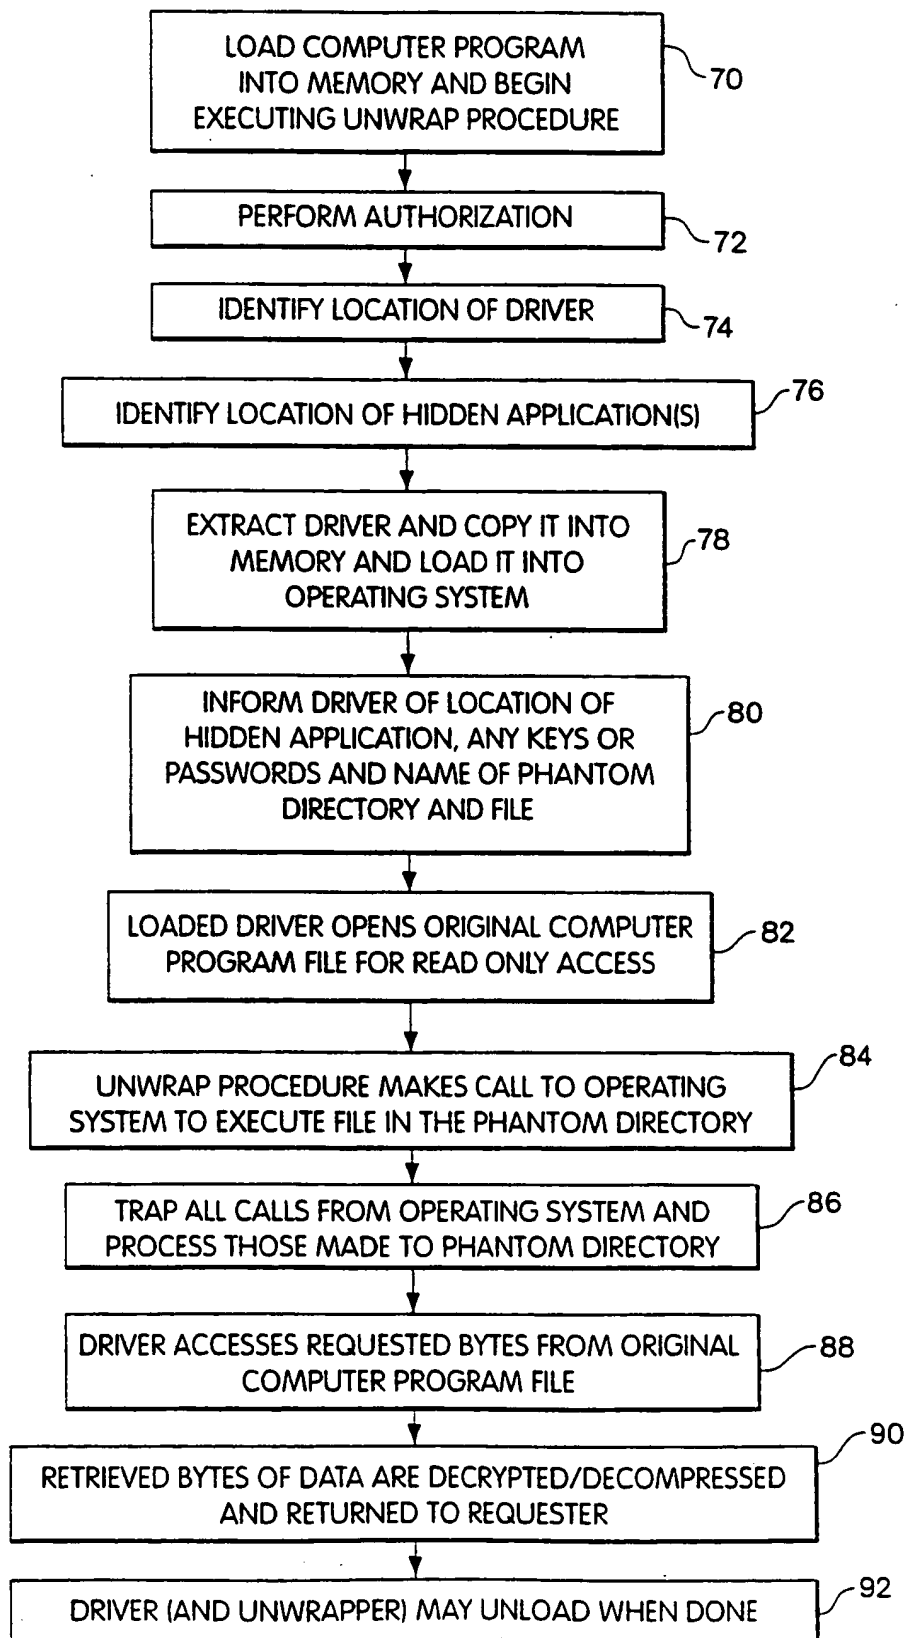 LOAD COMPUTER PROGRAM
INTO MEMORY AND BEGIN
EXECUTING UNWRAP PROCEDURE
70
PERFORM AUTHORIZATION
72
IDENTIFY LOCATION OF DRIVER
74
IDENTIFY LOCATION OF HIDDEN APPLICATION(S)
76
EXTRACT DRIVER AND COPY IT INTO
MEMORY AND LOAD IT INTO
OPERATING SYSTEM
78
INFORM DRIVER OF LOCATION OF
HIDDEN APPLICATION, ANY KEYS OR
PASSWORDS AND NAME OF PHANTOM
DIRECTORY AND FILE
80
LOADED DRIVER OPENS ORIGINAL COMPUTER
PROGRAM FILE FOR READ ONLY ACCESS
82
UNWRAP PROCEDURE MAKES CALL TO OPERATING
SYSTEM TO EXECUTE FILE IN THE PHANTOM DIRECTORY
84
TRAP ALL CALLS FROM OPERATING SYSTEM AND
PROCESS THOSE MADE TO PHANTOM DIRECTORY
86
DRIVER ACCESSES REQUESTED BYTES FROM ORIGINAL
COMPUTER PROGRAM FILE
88
RETRIEVED BYTES OF DATA ARE DECRYPTED/DECOMPRESSED
AND RETURNED TO REQUESTER
90
DRIVER (AND UNWRAPPER) MAY UNLOAD WHEN DONE
92